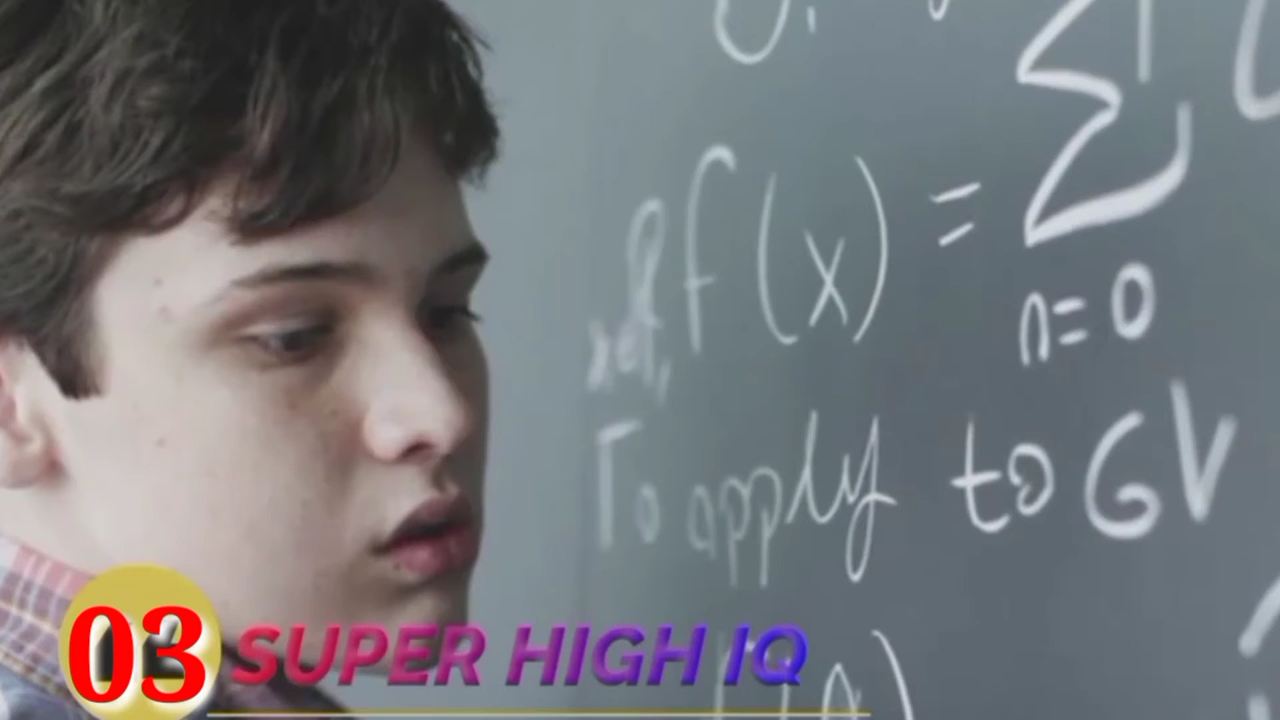 f(x) = Σ
n=0
To apply to GV
03 SUPER HIGH IQ